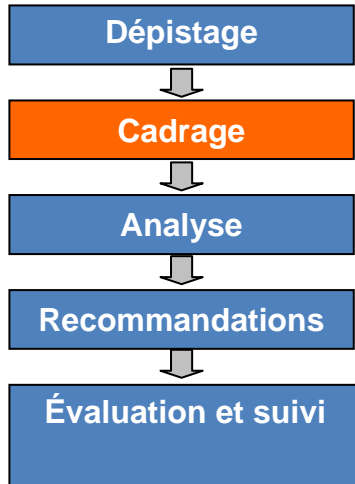 Dépistage
Cadrage
Analyse
Recommandations
Évaluation et suivi